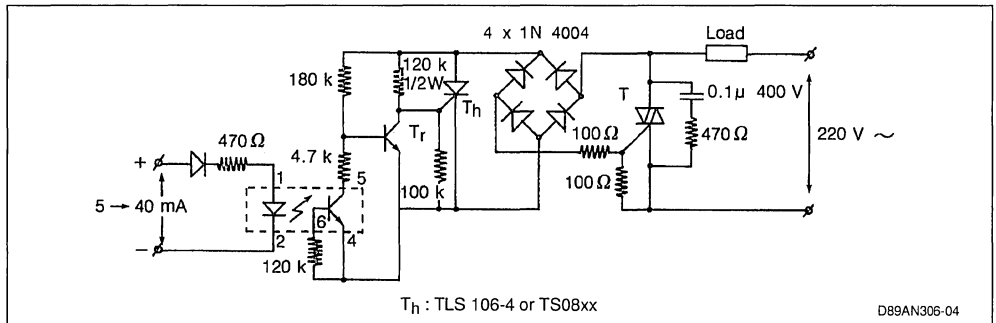 4 x 1N 4004
Load
180 k
120 k
1/2W
Th
T
0.1µ 400 V
Tr
470 Ω
4.7 k
100 k
100 Ω
470 Ω
220 V ~
100 Ω
+
1
5
5 → 40 mA
6
−
2
4
120 k
Th : TLS 106-4 or TS08xx
D89AN306-04